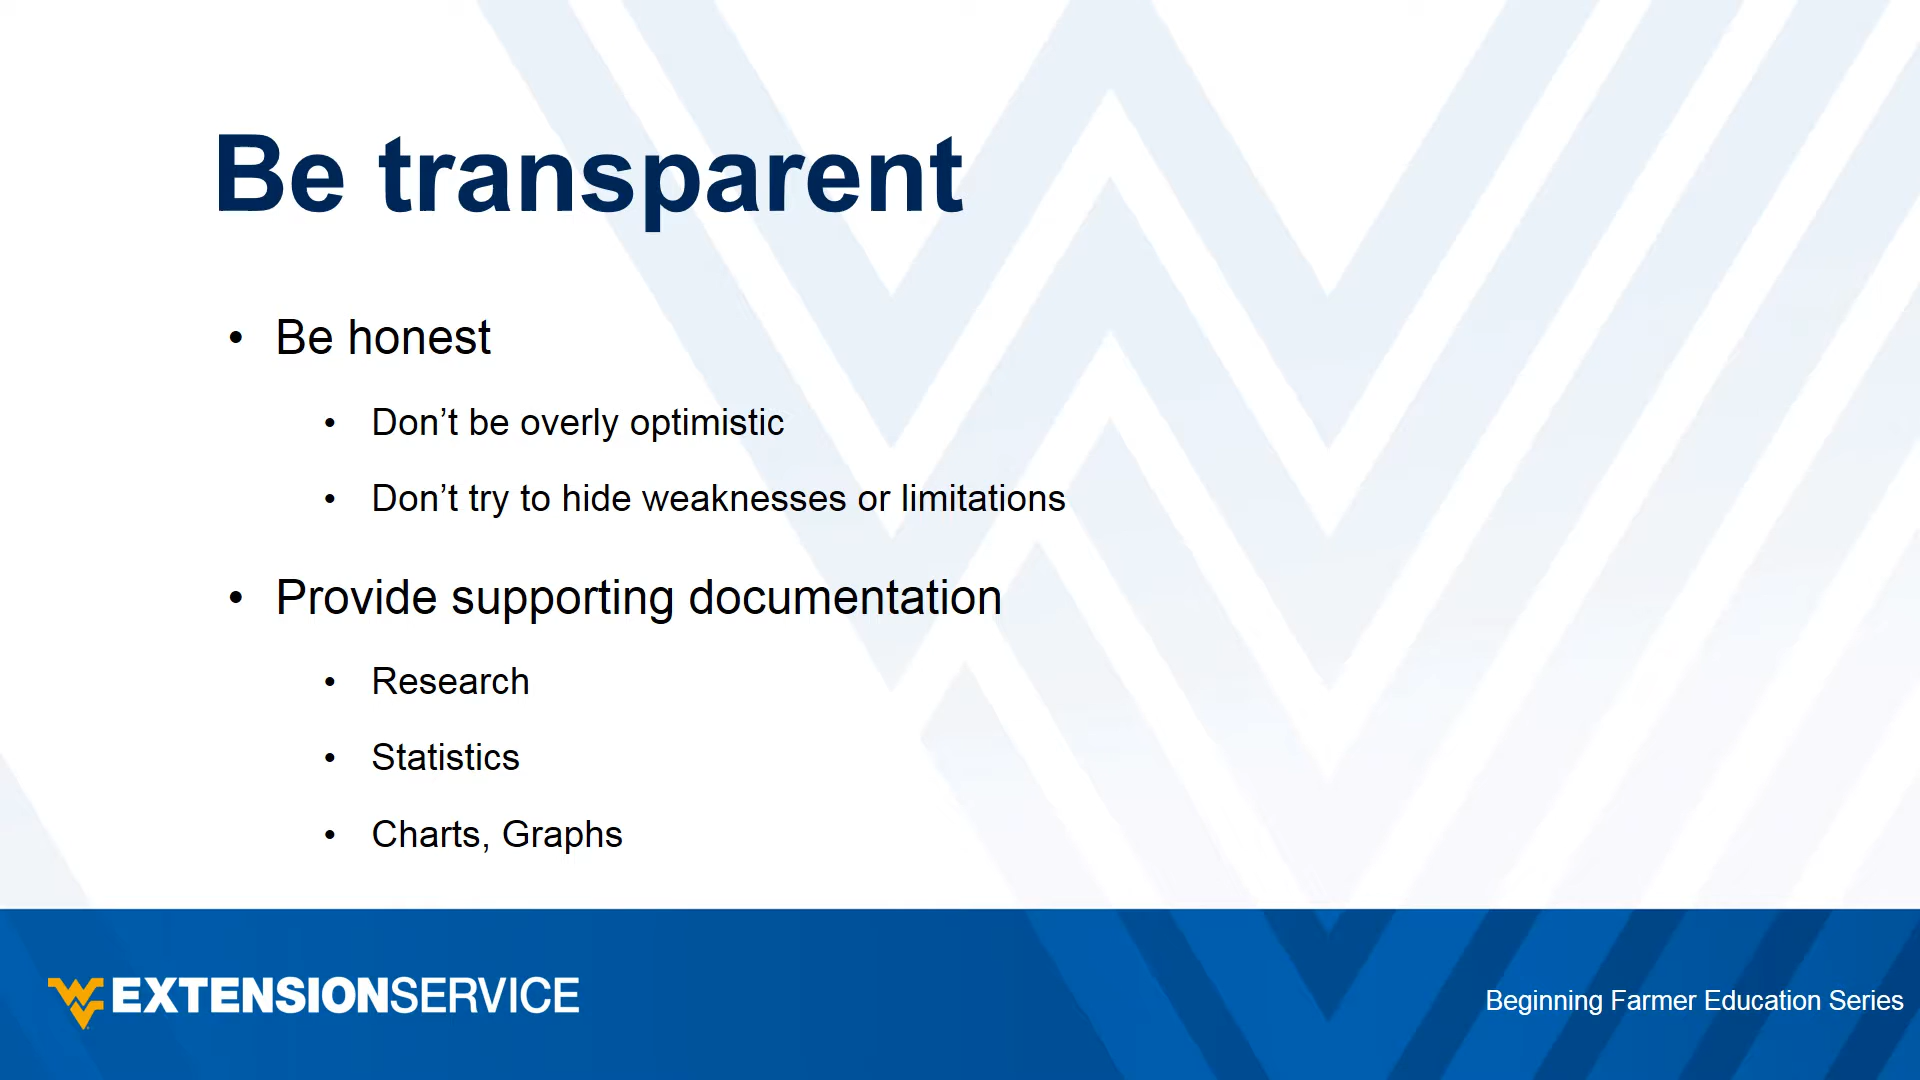 Be transparent
• Be honest
• Don’t be overly optimistic
• Don’t try to hide weaknesses or limitations
• Provide supporting documentation
• Research
• Statistics
• Charts, Graphs
WV EXTENSIONSERVICE
Beginning Farmer Education Series